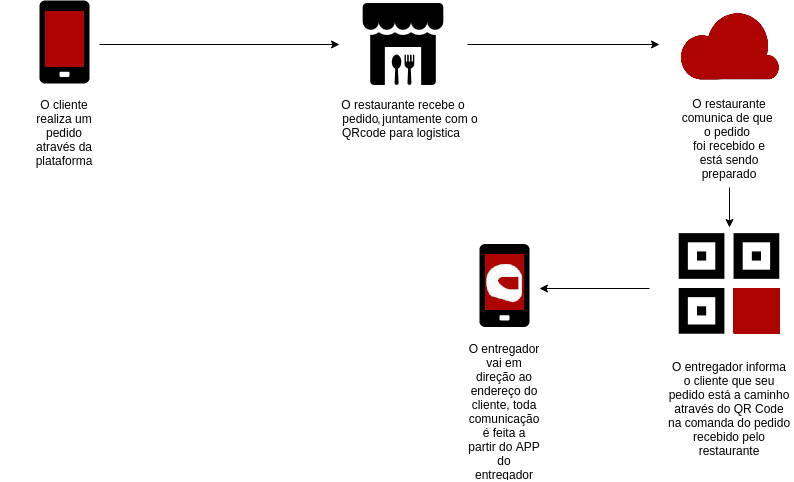 O cliente
realiza um
pedido
através da
plataforma
O restaurante recebe o
pedido, juntamente com o
QRcode para logistica
O restaurante
comunica de que
o pedido
foi recebido e
está sendo
preparado
O entregador informa
o cliente que seu
pedido está a caminho
através do QR Code
na comanda do pedido
recebido pelo
restaurante
O entregador
vai em
direção ao
endereço do
cliente, toda
comunicação
é feita a
partir do APP
do
entregador